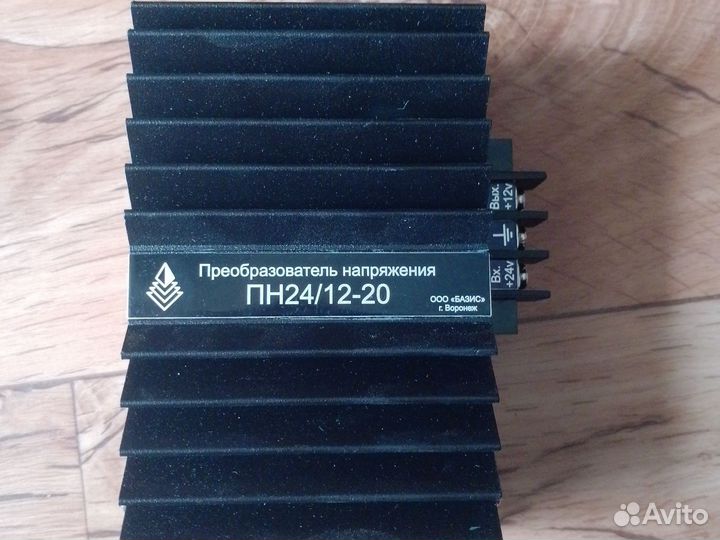 Преобразователь напряжения
ПН24/12-20
ООО «БАЗИС»
г. Воронеж
Вых.
+12v
Вх.
+24v
Avito